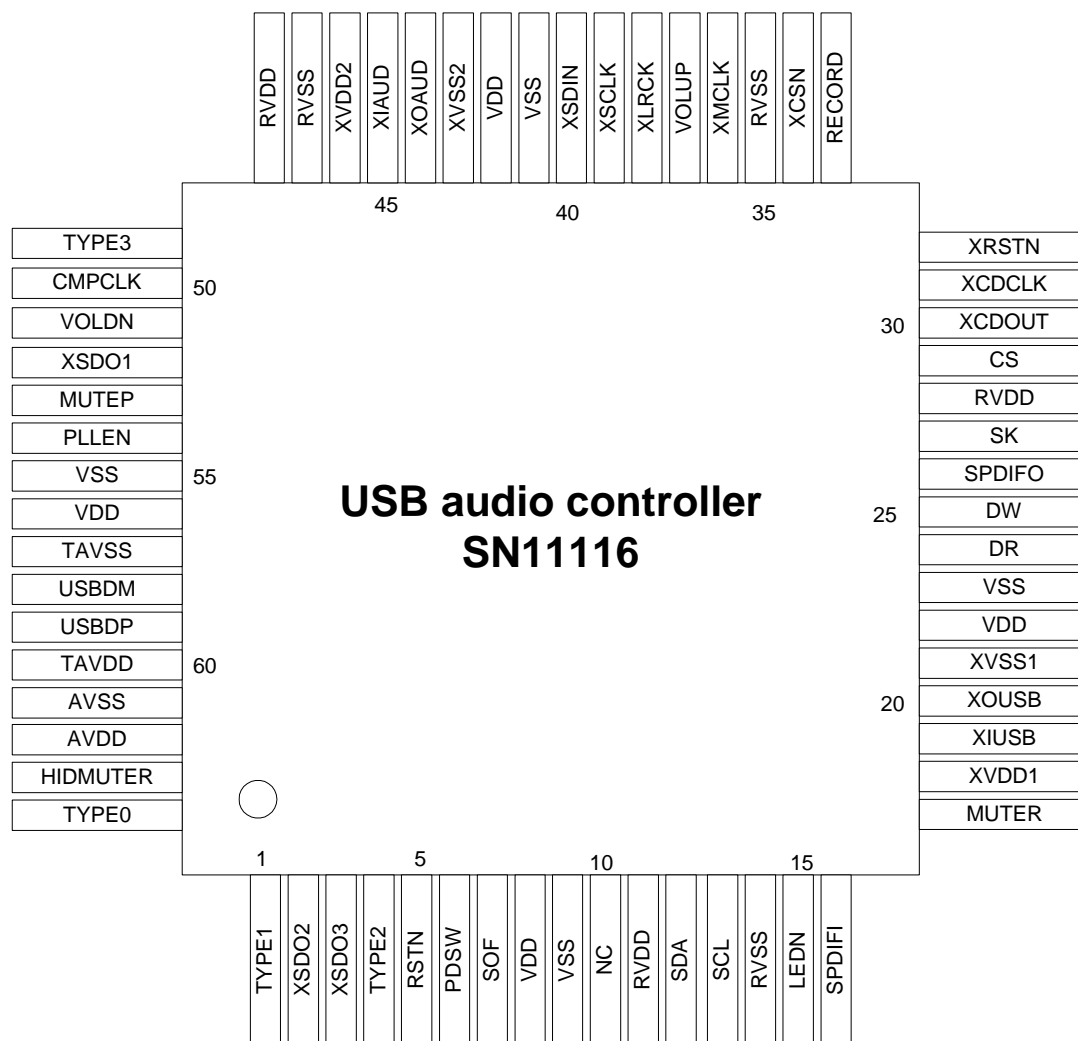 RVDD
RVSS
XVDD2
XIAUD
XOAUD
XVSS2
VDD
VSS
XSDIN
XSCLK
XLRCK
VOLUP
XMCLK
RVSS
XCSN
RECORD
45
40
35
TYPE3
CMPCLK
VOLDN
XSDO1
MUTEP
PLLEN
VSS
VDD
TAVSS
USBDM
USBDP
TAVDD
AVSS
AVDD
HIDMUTER
TYPE0
50
55
60
USB audio controller
SN11116
30
25
20
XRSTN
XCDCLK
XCDOUT
CS
RVDD
SK
SPDIFO
DW
DR
VSS
VDD
XVSS1
XOUSB
XIUSB
XVDD1
MUTER
1
5
10
15
TYPE1
XSDO2
XSDO3
TYPE2
RSTN
PDSW
SOF
VDD
VSS
NC
RVDD
SDA
SCL
RVSS
LEDN
SPDIFI